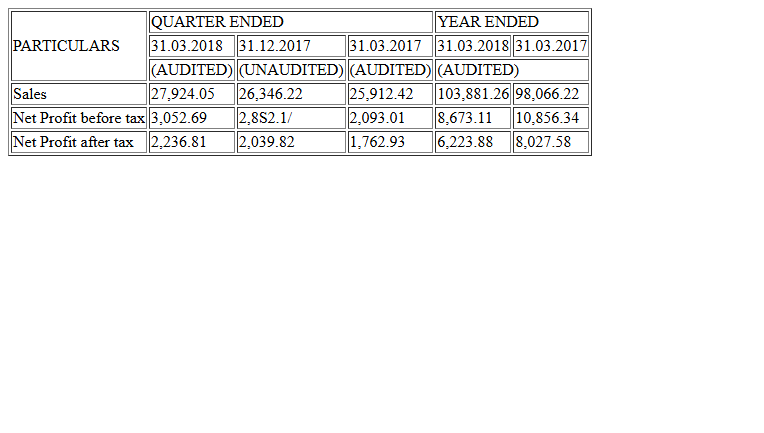 PARTICULARS QUARTER ENDED YEAR ENDED
31.03.2018 31.12.2017 31.03.2017 31.03.2018 31.03.2017
(AUDITED) (UNAUDITED) (AUDITED) (AUDITED)
Sales 27,924.05 26,346.22 25,912.42 103,881.26 98,066.22
Net Profit before tax 3,052.69 2,8S2.1/ 2,093.01 8,673.11 10,856.34
Net Profit after tax 2,236.81 2,039.82 1,762.93 6,223.88 8,027.58